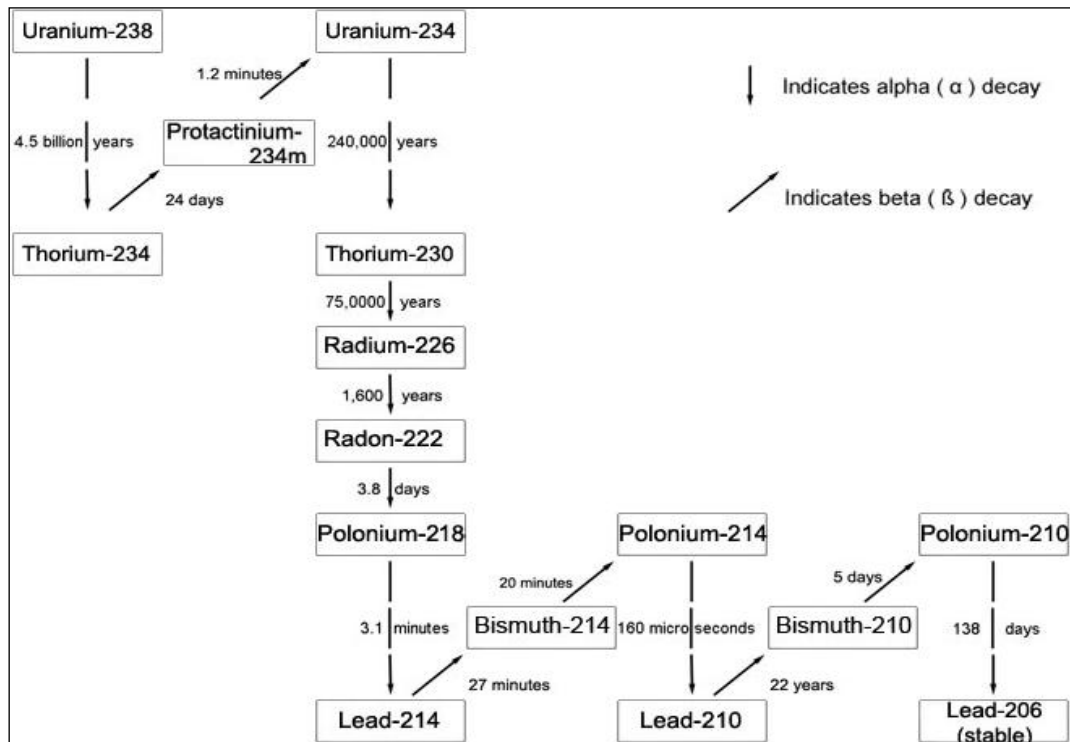 Uranium-238
Uranium-234
1.2 minutes
Indicates alpha ( α ) decay
4.5 billion years
Protactinium-
234m
240,000 years
24 days
Indicates beta ( ß ) decay
Thorium-234
Thorium-230
75,0000 years
Radium-226
1,600 years
Radon-222
3.8 days
Polonium-218
Polonium-214
Polonium-210
20 minutes
5 days
3.1 minutes
Bismuth-214
160 micro seconds
Bismuth-210
138 days
27 minutes
22 years
Lead-214
Lead-210
Lead-206
(stable)